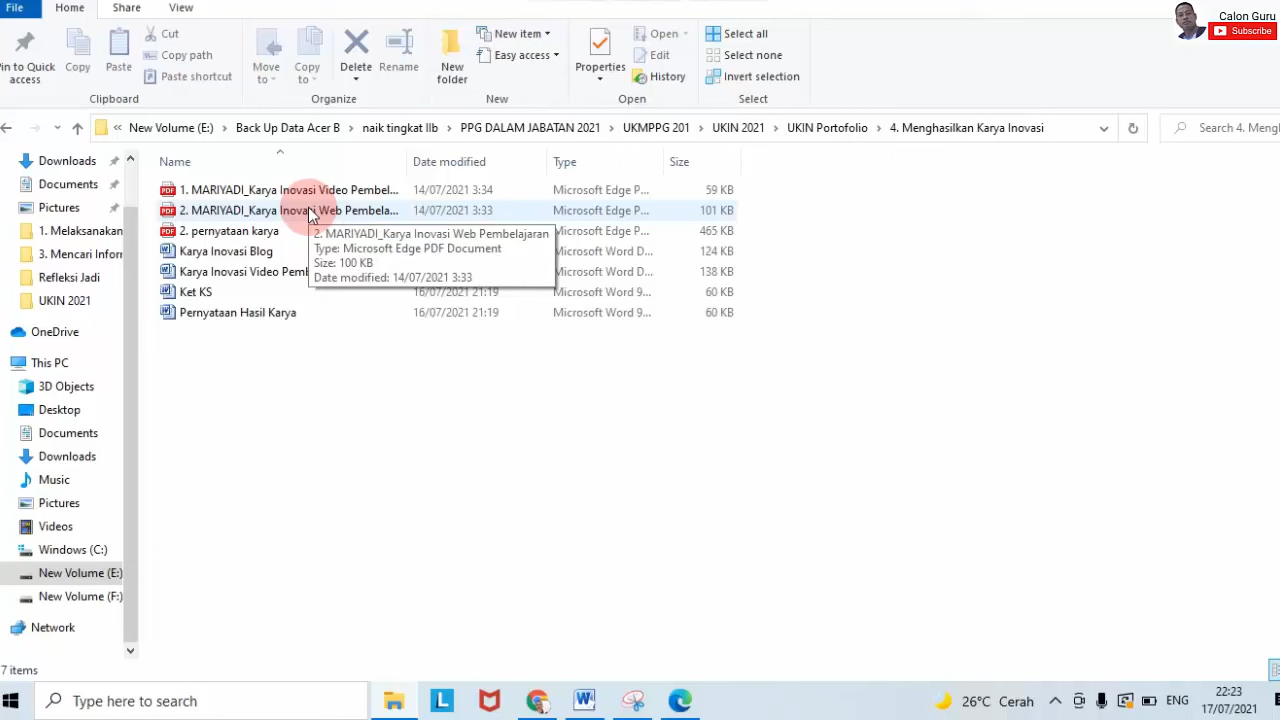 File Home Share View
Calon Guru
Subscribe
Pin to Quick access
Copy
Paste
Cut
Copy path
Paste shortcut
Clipboard
Move to
Copy to
Delete
Rename
Organize
New folder
New item
Easy access
New
Properties
Open
Edit
History
Open
Select all
Select none
Invert selection
Select
« New Volume (E:) › Back Up Data Acer B › naik tingkat IIb › PPG DALAM JABATAN 2021 › UKMPPG 201 › UKIN 2021 › UKIN Portofolio › 4. Menghasilkan Karya Inovasi
Search 4. Mengl
Downloads
Documents
Pictures
1. Melaksanakan
3. Mencari Inforr
Refleksi Jadi
UKIN 2021
OneDrive
This PC
3D Objects
Desktop
Documents
Downloads
Music
Pictures
Videos
Windows (C:)
New Volume (E:)
New Volume (F:)
Network
Name Date modified Type Size
1. MARIYADI_Karya Inovasi Video Pembel... 14/07/2021 3:34 Microsoft Edge P... 59 KB
2. MARIYADI_Karya Inovasi Web Pembela... 14/07/2021 3:33 Microsoft Edge P... 101 KB
2. pernyataan karya Microsoft Edge P... 465 KB
Karya Inovasi Blog Microsoft Word D... 124 KB
Karya Inovasi Video Pemb Microsoft Word D... 138 KB
Ket KS 16/07/2021 21:19 Microsoft Word 9... 60 KB
Pernyataan Hasil Karya 16/07/2021 21:19 Microsoft Word 9... 60 KB
2. MARIYADI_Karya Inovasi Web Pembelajaran
Type: Microsoft Edge PDF Document
Size: 100 KB
Date modified: 14/07/2021 3:33
7 items
Type here to search
26°C Cerah
ENG
22:23
17/07/2021